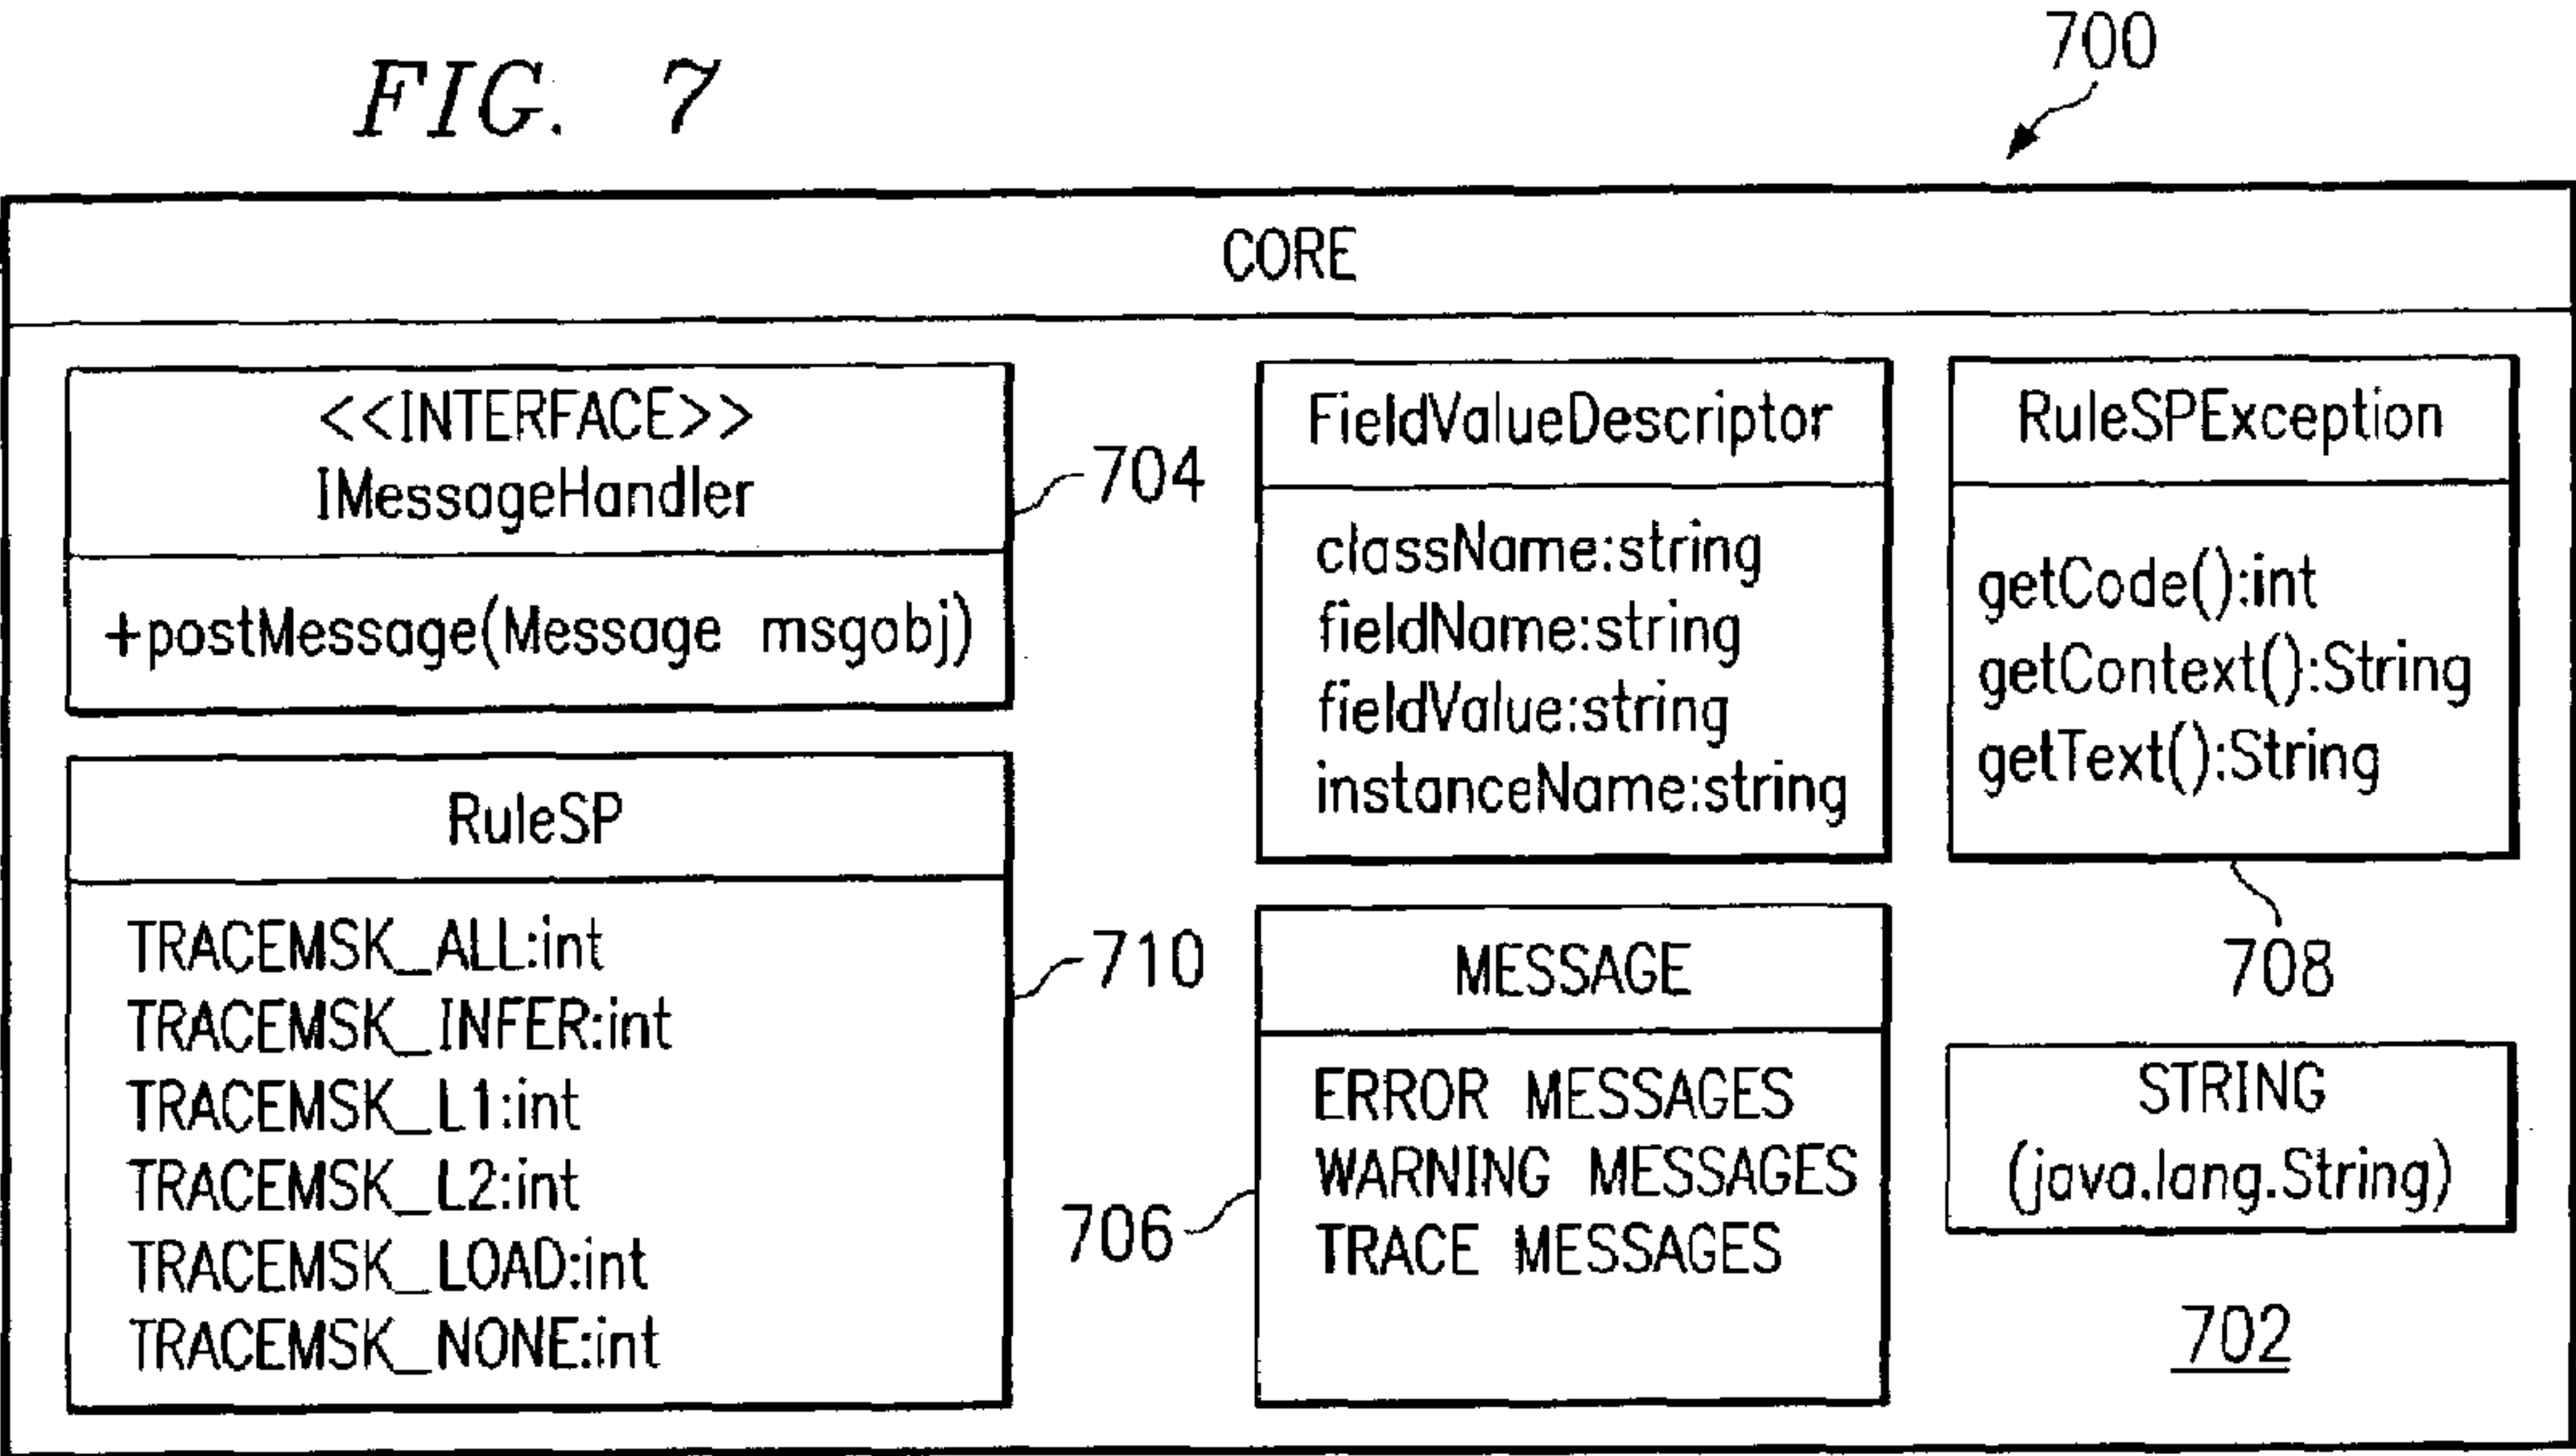 FIG. 7
700
CORE
<<INTERFACE>>
IMessageHandler
+postMessage(Message msgobj)
704
RuleSP
TRACEMSK_ALL:int
TRACEMSK_INFER:int
TRACEMSK_L1:int
TRACEMSK_L2:int
TRACEMSK_LOAD:int
TRACEMSK_NONE:int
710
FieldValueDescriptor
className:string
fieldName:string
fieldValue:string
instanceName:string
MESSAGE
ERROR MESSAGES
WARNING MESSAGES
TRACE MESSAGES
706
RuleSPException
getCode():int
getContext():String
getText():String
708
STRING
(java.lang.String)
702